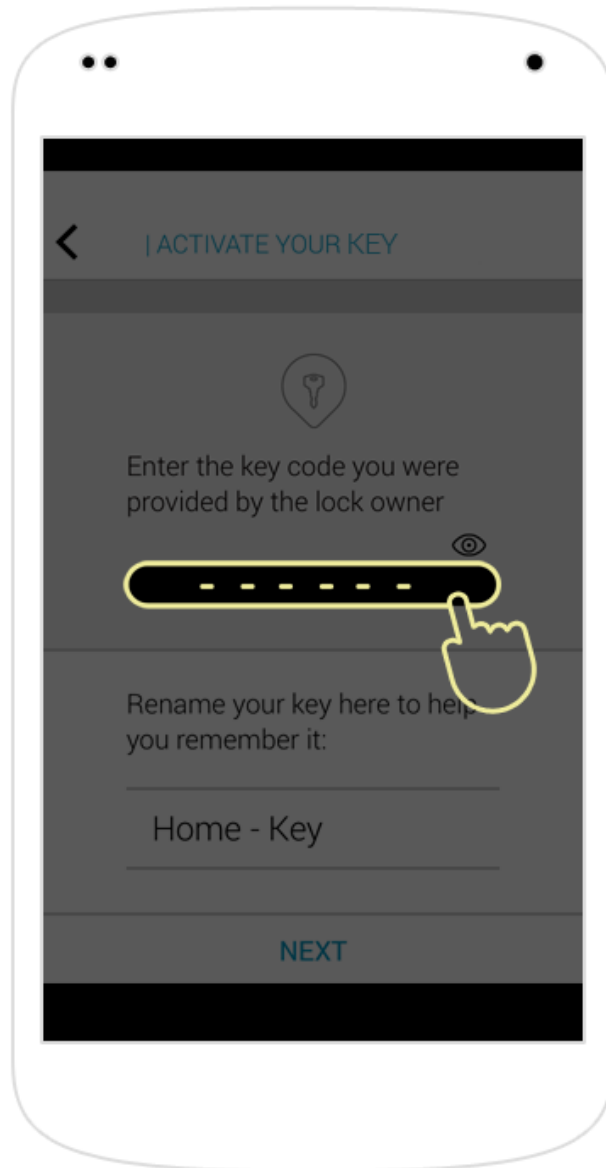 | ACTIVATE YOUR KEY
Enter the key code you were
provided by the lock owner
- - - - - -
Rename your key here to help
you remember it:
Home - Key
NEXT